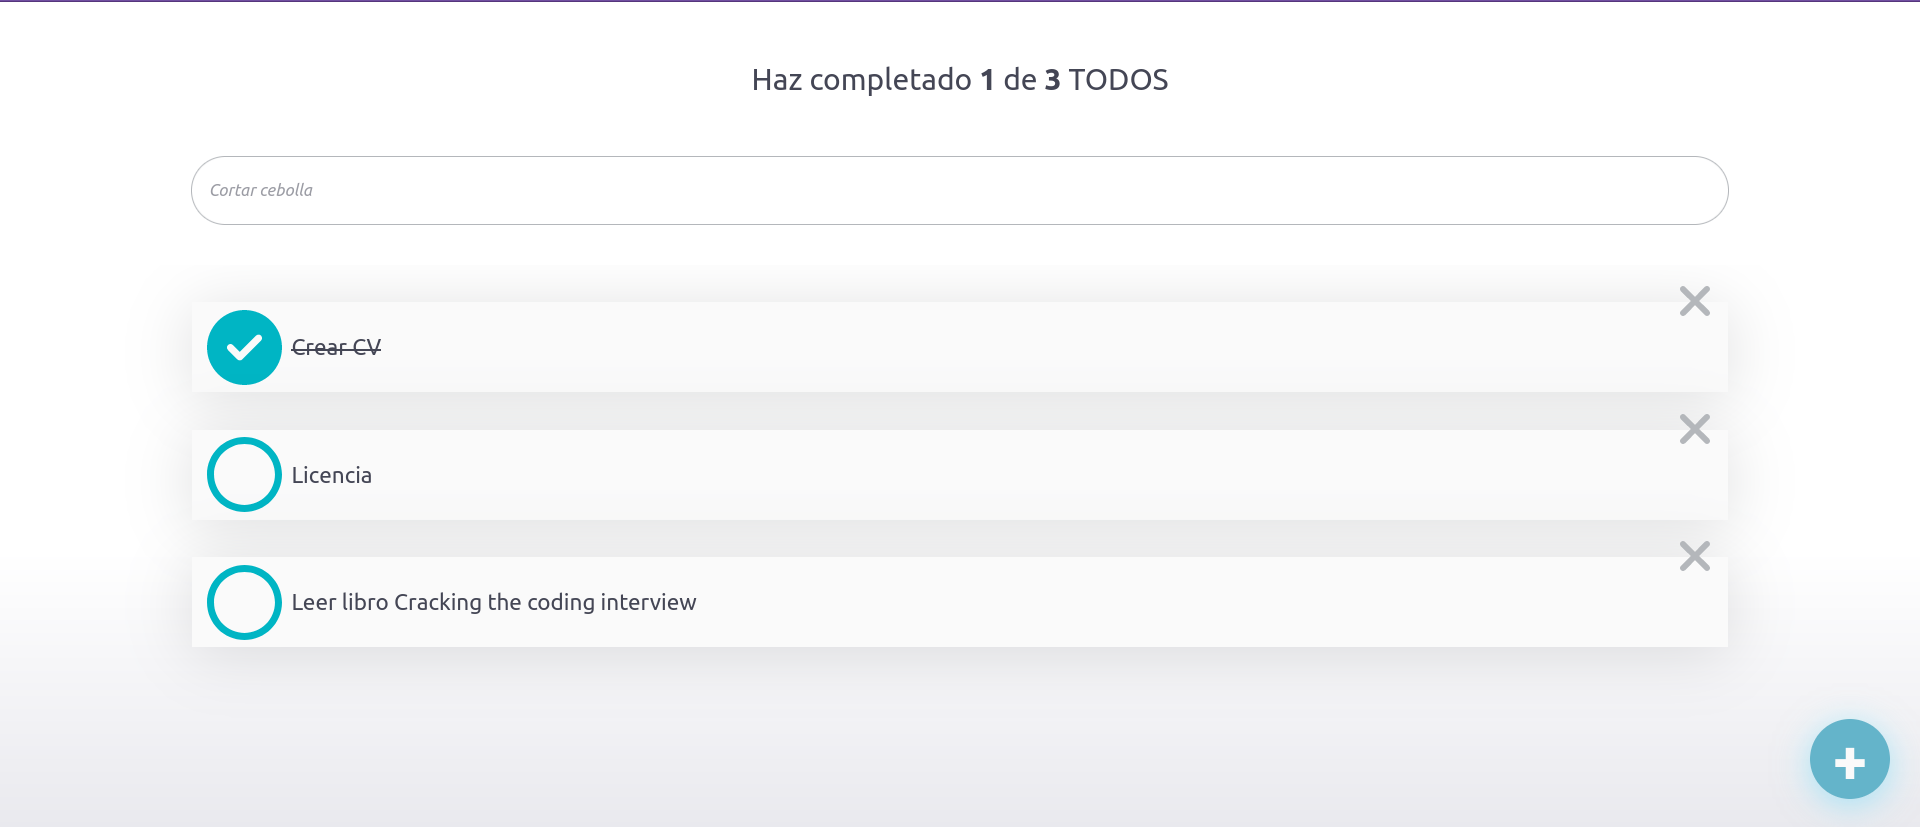 Haz completado 1 de 3 TODOS
Cortar cebolla
Crear CV
Licencia
Leer libro Cracking the coding interview